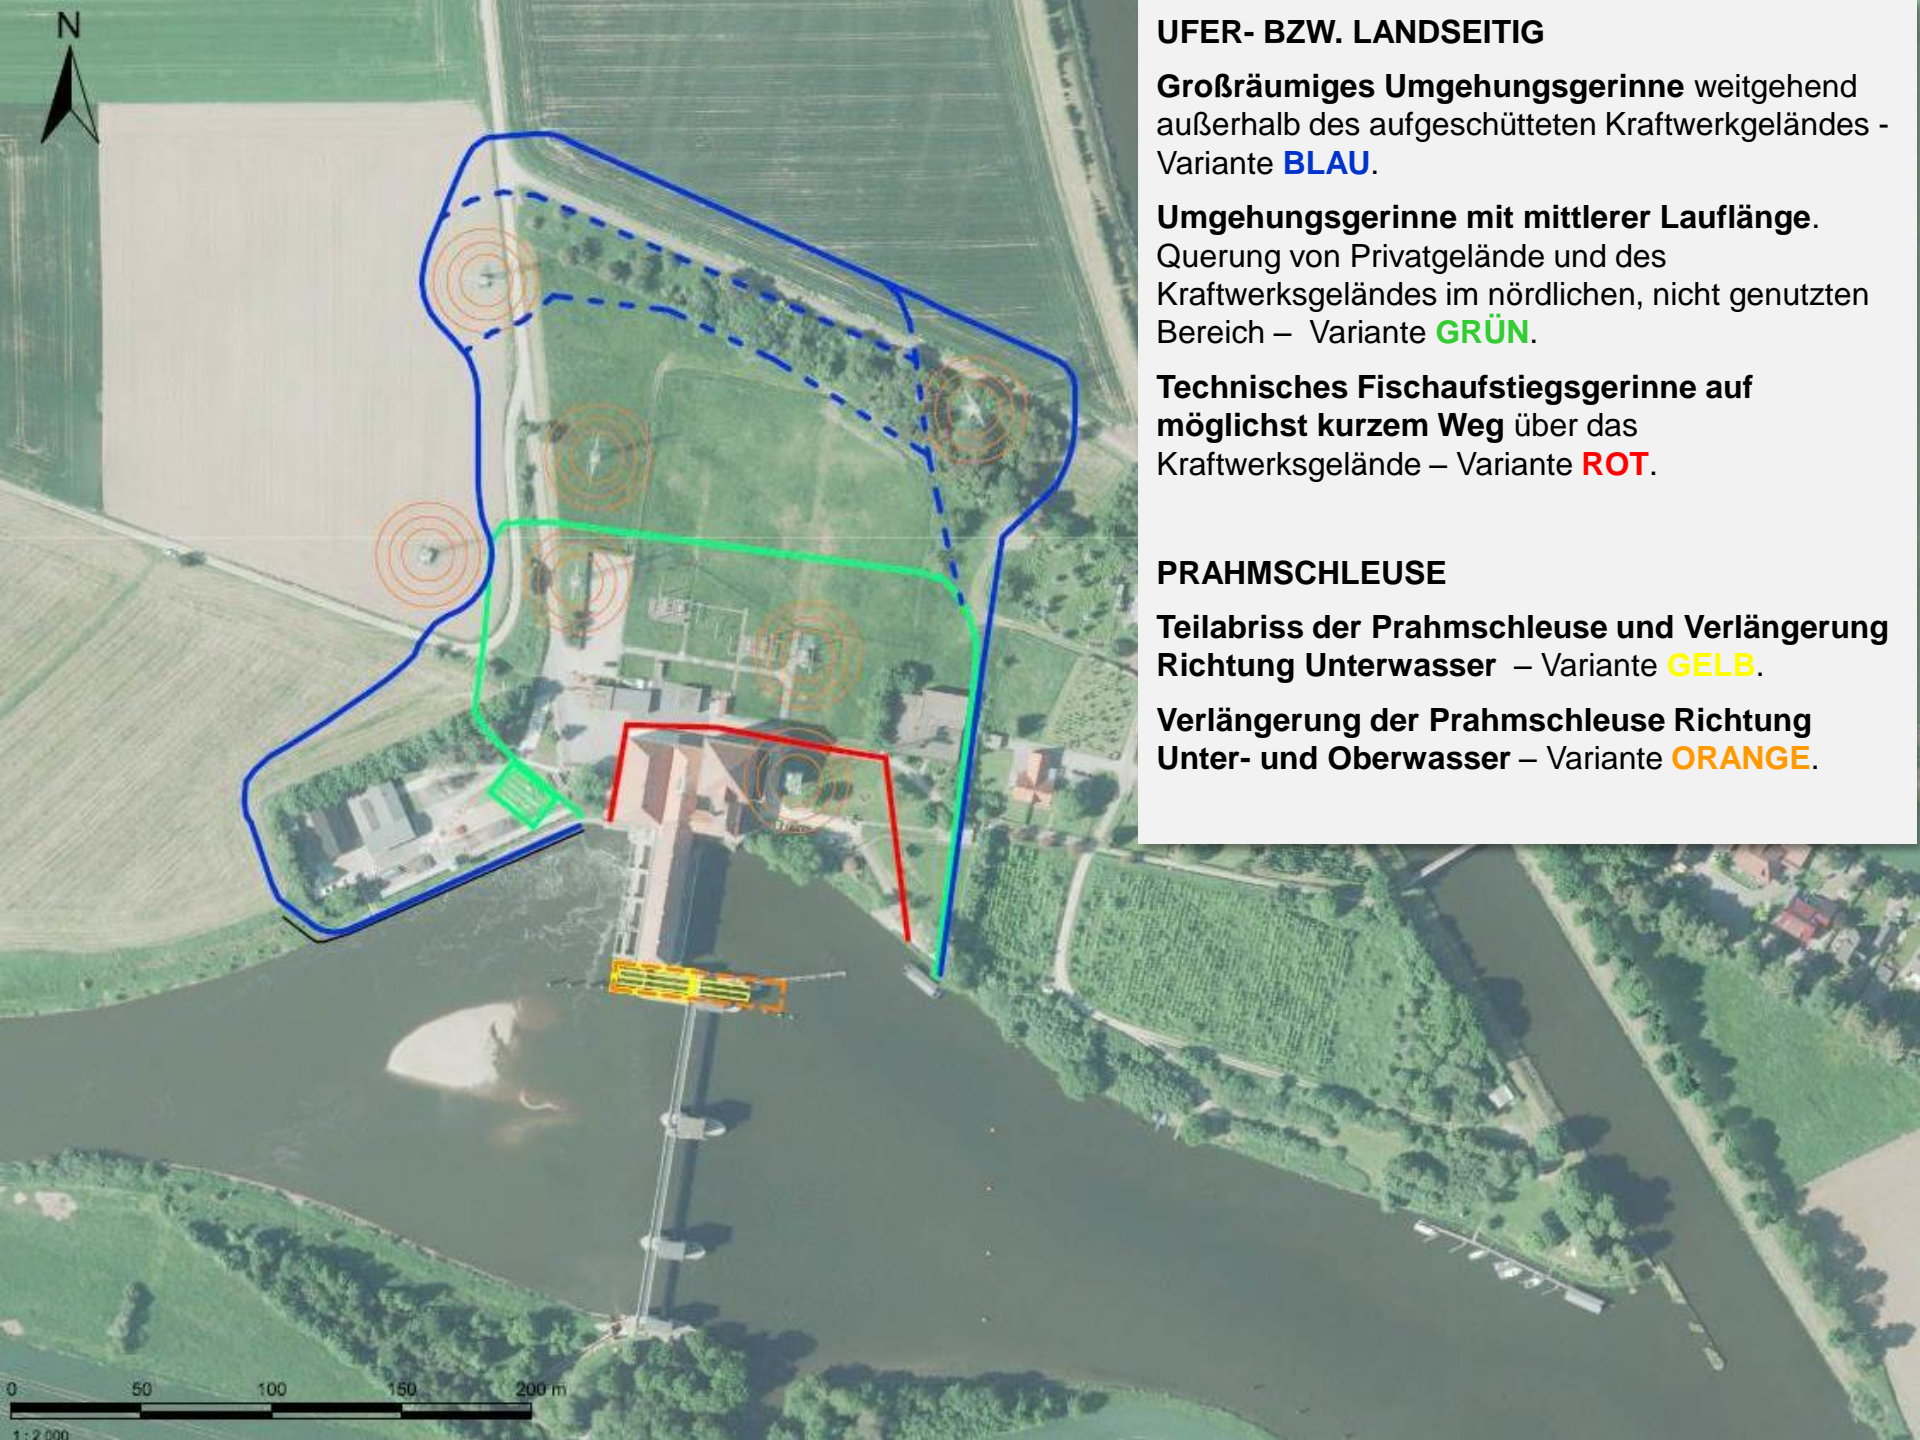 N
UFER- BZW. LANDSEITIG
Großräumiges Umgehungsgerinne weitgehend
außerhalb des aufgeschütteten Kraftwerkgeländes -
Variante BLAU.
Umgehungsgerinne mit mittlerer Lauflänge.
Querung von Privatgelände und des
Kraftwerksgeländes im nördlichen, nicht genutzten
Bereich – Variante GRÜN.
Technisches Fischaufstiegsgerinne auf
möglichst kurzem Weg über das
Kraftwerksgelände – Variante ROT.
PRAHMSCHLEUSE
Teilabriss der Prahmschleuse und Verlängerung
Richtung Unterwasser – Variante GELB.
Verlängerung der Prahmschleuse Richtung
Unter- und Oberwasser – Variante ORANGE.
0 50 100 150 200 m
1 : 2 000